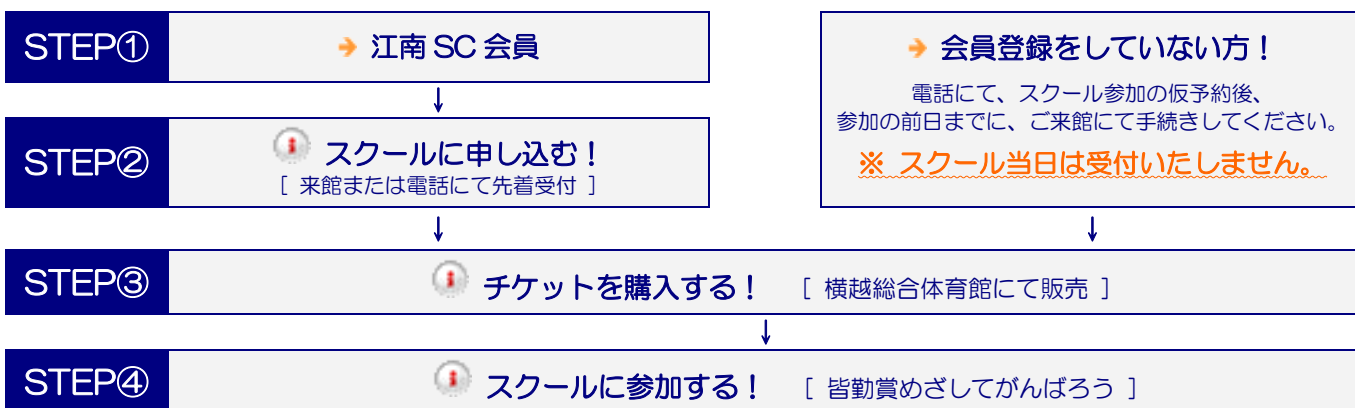 STEP①
江南 SC 会員
STEP②
スクールに申し込む！
[ 来館または電話にて先着受付 ]
会員登録をしていない方！
電話にて、スクール参加の仮予約後、
参加の前日までに、ご来館にて手続きしてください。
※ スクール当日は受付いたしません。
STEP③
チケットを購入する！ [ 横越総合体育館にて販売 ]
STEP④
スクールに参加する！ [ 皆勤賞めざしてがんばろう ]